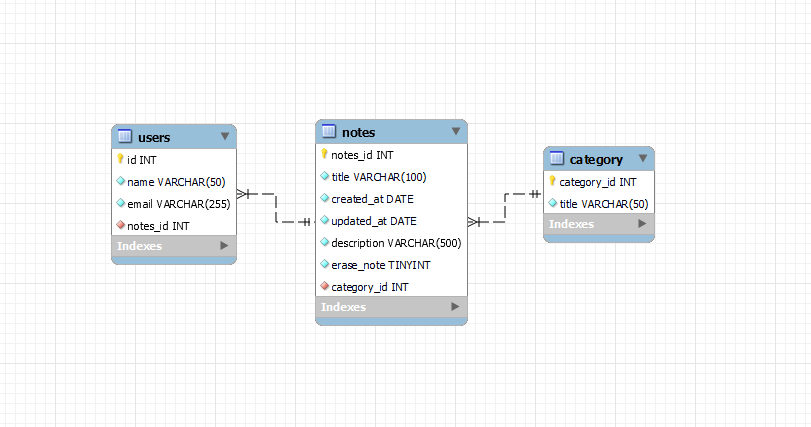 users
id INT
name VARCHAR(50)
email VARCHAR(255)
notes_id INT
Indexes
notes
notes_id INT
title VARCHAR(100)
created_at DATE
updated_at DATE
description VARCHAR(500)
erase_note TINYINT
category_id INT
Indexes
category
category_id INT
title VARCHAR(50)
Indexes